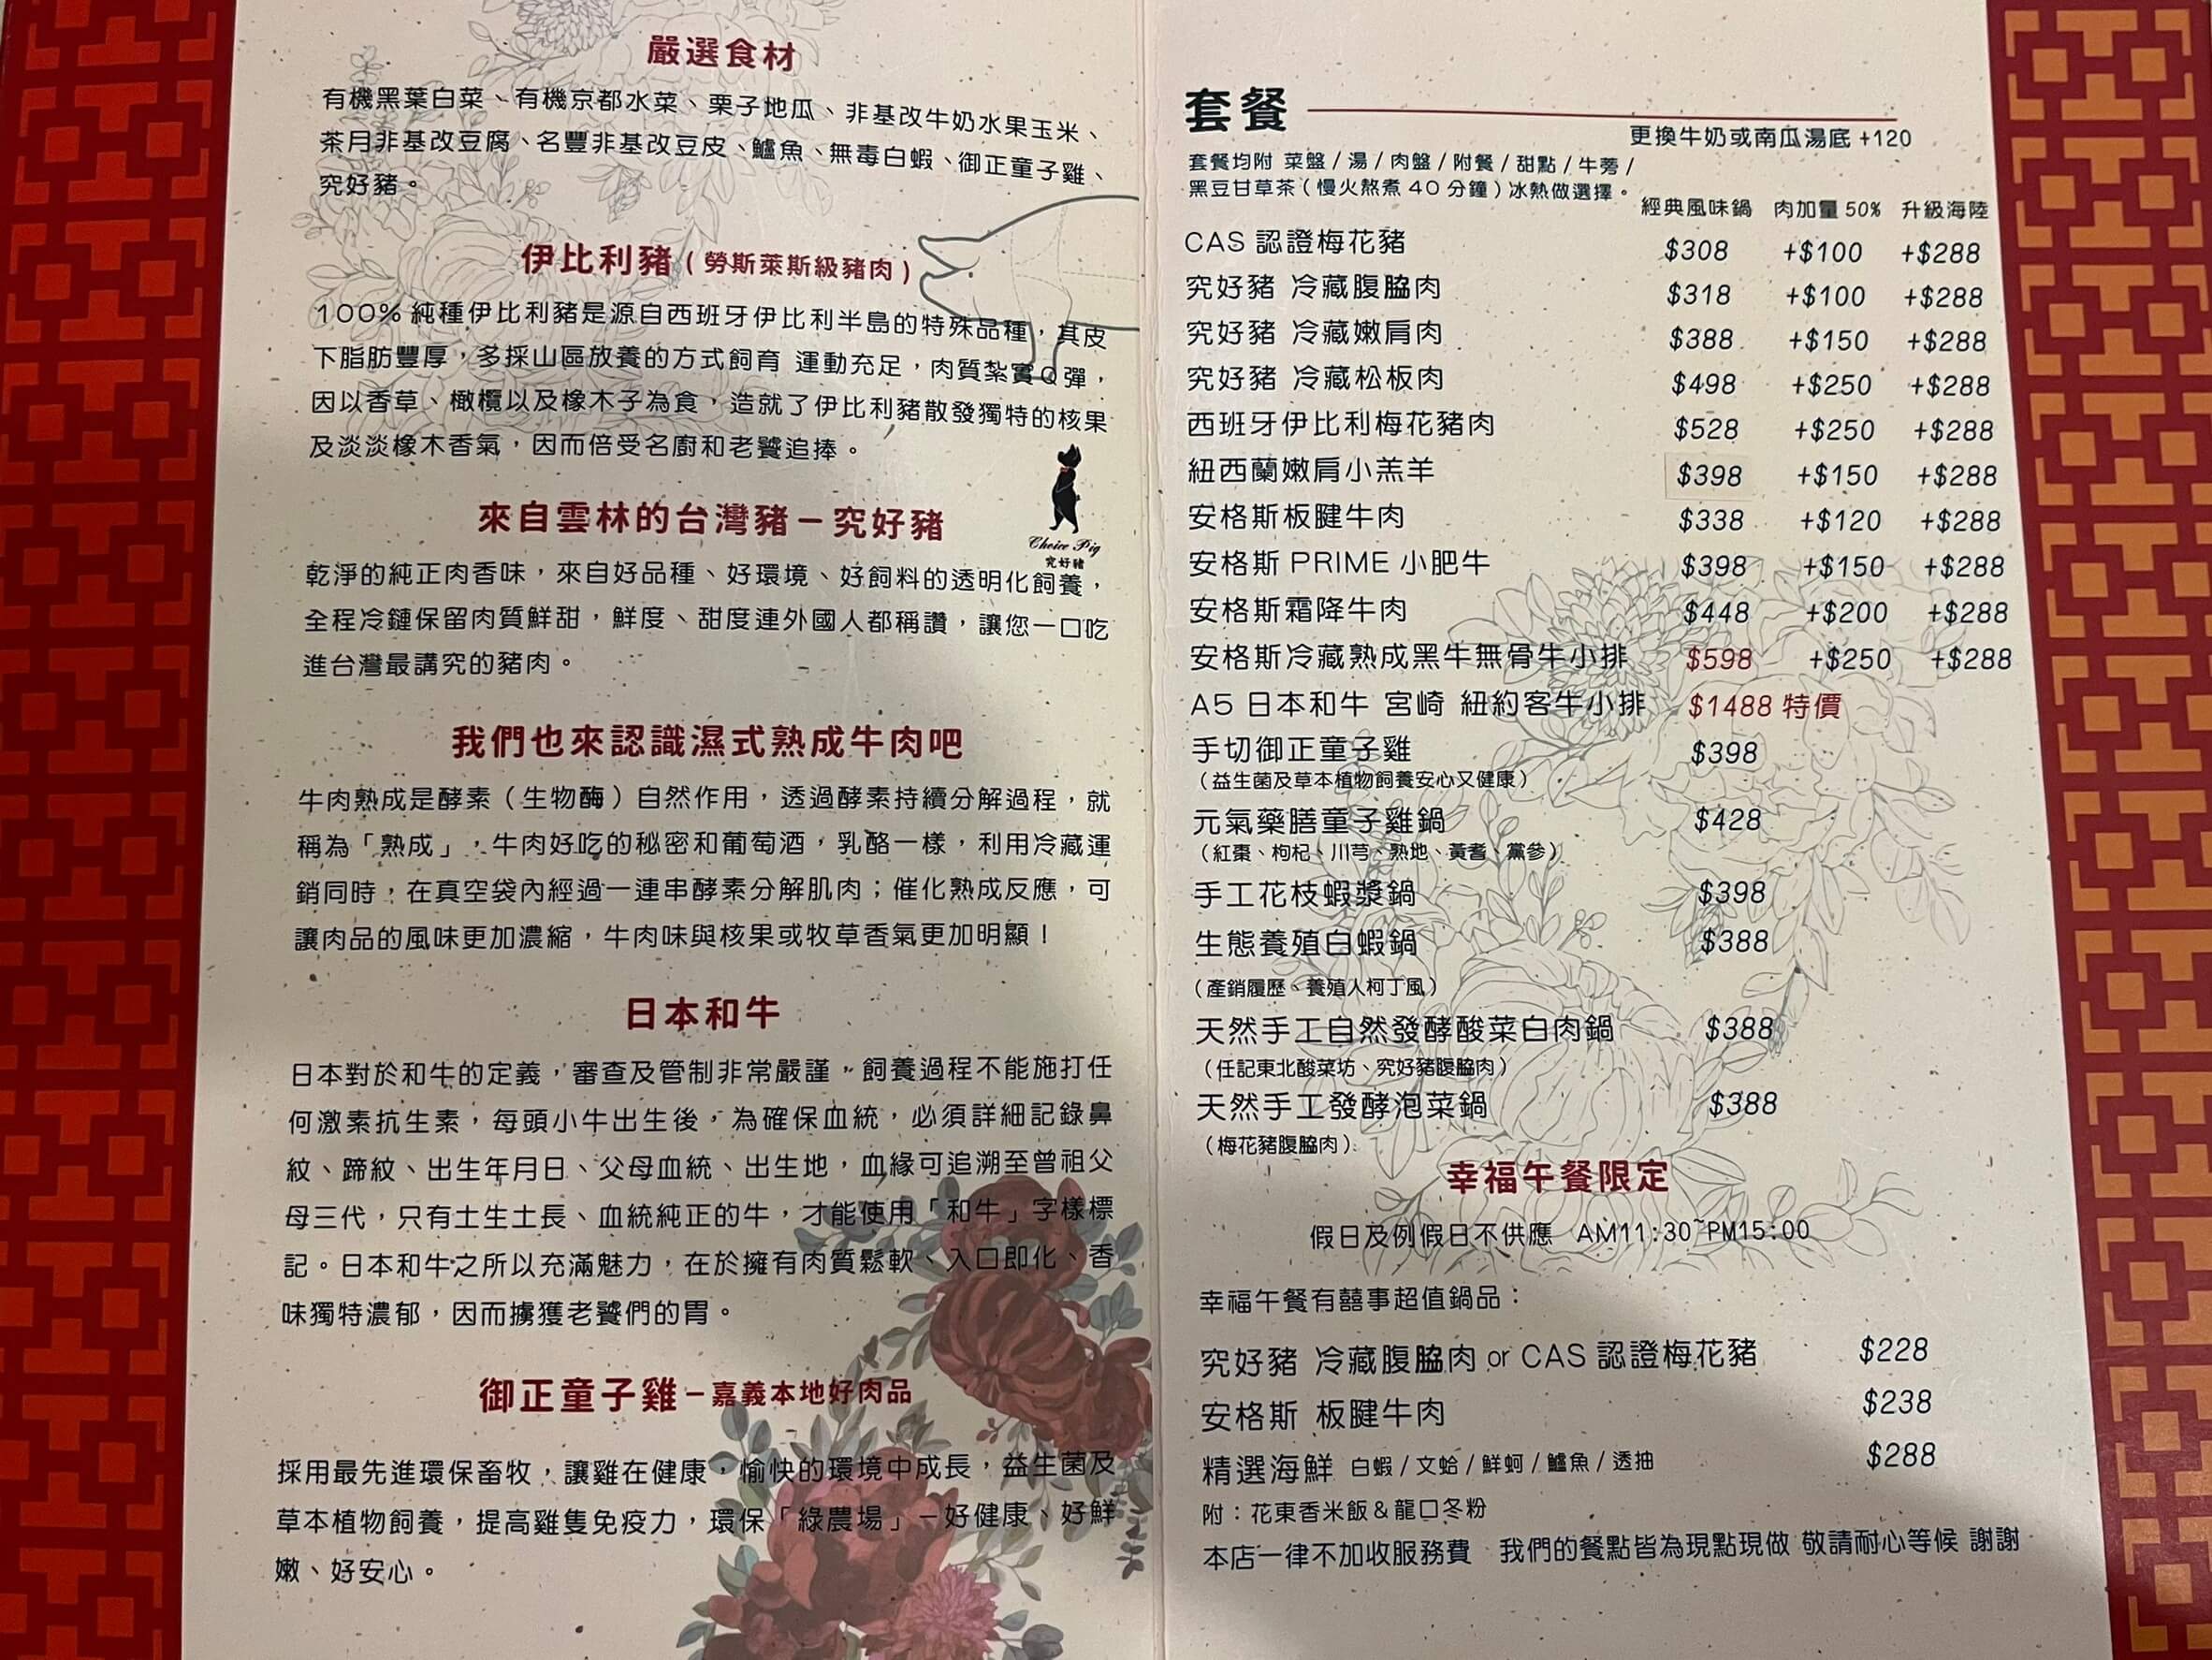 嚴選食材
有機黑葉白菜、有機京都水菜、栗子地瓜、非基改牛奶水果玉米、
茶月非基改豆腐、名豐非基改豆皮、鱸魚、無毒白蝦、御正童子雞、
究好豬。
伊比利豬(勞斯萊斯級豬肉)
100%純種伊比利豬是源自西班牙伊比利半島的特殊品種，其皮
下脂肪豐厚，多採山區放養的方式飼育 運動充足，肉質紮實Q彈，
因以香草、橄欖以及橡木子為食，造就了伊比利豬散發獨特的核果
及淡淡橡木香氣，因而倍受名廚和老饕追捧。
Choice Pig
究好豬
來自雲林的台灣豬－究好豬
乾淨的純正肉香味，來自好品種、好環境、好飼料的透明化飼養，
全程冷鏈保留肉質鮮甜，鮮度、甜度連外國人都稱讚，讓您一口吃
進台灣最講究的豬肉。
我們也來認識濕式熟成牛肉吧
牛肉熟成是酵素（生物酶）自然作用，透過酵素持續分解過程，就
稱為「熟成」，牛肉好吃的秘密和葡萄酒，乳酪一樣，利用冷藏運
銷同時，在真空袋內經過一連串酵素分解肌肉；催化熟成反應，可
讓肉品的風味更加濃縮，牛肉味與核果或牧草香氣更加明顯！
日本和牛
日本對於和牛的定義，審查及管制非常嚴謹，飼養過程不能施打任
何激素抗生素，每頭小牛出生後，為確保血統，必須詳細記錄鼻
紋、蹄紋、出生年月日、父母血統、出生地，血緣可追溯至曾祖父
母三代，只有土生土長、血統純正的牛，才能使用「和牛」字樣標
記。日本和牛之所以充滿魅力，在於擁有肉質鬆軟、入口即化、香
味獨特濃郁，因而擄獲老饕們的胃。
御正童子雞－嘉義本地好肉品
採用最先進環保畜牧，讓雞在健康，愉快的環境中成長，益生菌及
草本植物飼養，提高雞隻免疫力，環保「綠農場」－好健康、好鮮
嫩、好安心。
套餐
更換牛奶或南瓜湯底 +120
套餐均附 菜盤/湯/肉盤/附餐/甜點/牛蒡/
黑豆甘草茶(慢火熬煮40分鐘)冰熱做選擇。
經典風味鍋 肉加量50% 升級海陸
CAS 認證梅花豬 $308 +$100 +$288
究好豬 冷藏腹脇肉 $318 +$100 +$288
究好豬 冷藏嫩肩肉 $388 +$150 +$288
究好豬 冷藏松板肉 $498 +$250 +$288
西班牙伊比利梅花豬肉 $528 +$250 +$288
紐西蘭嫩肩小羔羊 $398 +$150 +$288
安格斯板腱牛肉 $338 +$120 +$288
安格斯 PRIME 小肥牛 $398 +$150 +$288
安格斯霜降牛肉 $448 +$200 +$288
安格斯冷藏熟成黑牛無骨牛小排 $598 +$250 +$288
A5 日本和牛 宮崎 紐約客牛小排 $1488 特價
手切御正童子雞 $398
(益生菌及草本植物飼養安心又健康)
元氣藥膳童子雞鍋 $428
(紅棗、枸杞、川芎、熟地、黃耆、黨參)
手工花枝蝦漿鍋 $398
生態養殖白蝦鍋 $388
(產銷履歷、養殖人柯丁風)
天然手工自然發酵酸菜白肉鍋 $388
(任記東北酸菜坊、究好豬腹脇肉)
天然手工發酵泡菜鍋 $388
(梅花豬腹脇肉)
幸福午餐限定
假日及例假日不供應 AM11:30~PM15:00
幸福午餐有囍事超值鍋品：
究好豬 冷藏腹脇肉 or CAS 認證梅花豬 $228
安格斯 板腱牛肉 $238
精選海鮮 白蝦/文蛤/鮮蚵/鱸魚/透抽 $288
附：花東香米飯&龍口冬粉
本店一律不加收服務費 我們的餐點皆為現點現做 敬請耐心等候 謝謝